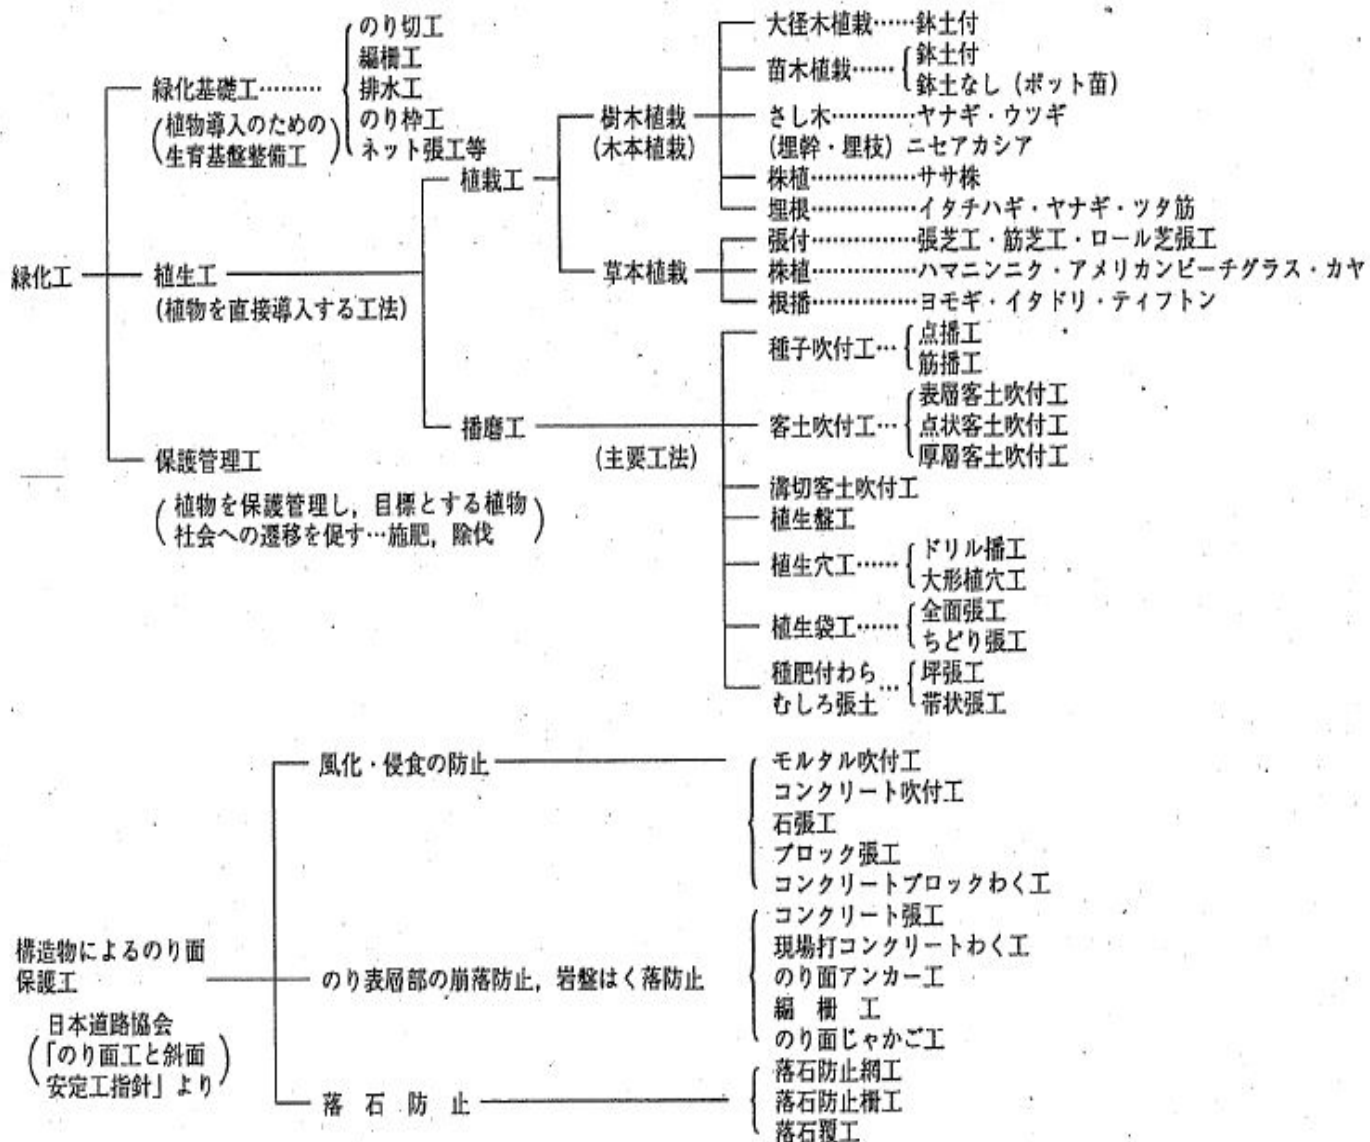 緑化工
緑化基礎工………
(植物導入のための
生育基盤整備工)
のり切工
編柵工
排水工
のり枠工
ネット張工等
植生工
(植物を直接導入する工法)
植栽工
樹木植栽
(木本植栽)
大径木植栽……鉢土付
苗木植栽……
鉢土付
鉢土なし(ポット苗)
さし木…………ヤナギ・ウツギ
(埋幹・埋枝) ニセアカシア
株植……………ササ株
埋根……………イタチハギ・ヤナギ・ツタ筋
草本植栽
張付……………張芝工・筋芝工・ロール芝張工
株植……………ハマニンニク・アメリカンビーチグラス・カヤ
根播……………ヨモギ・イタドリ・ティフトン
播磨工
(主要工法)
種子吹付工…
点播工
筋播工
客土吹付工…
表層客土吹付工
点状客土吹付工
厚層客土吹付工
溝切客土吹付工
植生盤工
植生穴工……
ドリル播工
大形植穴工
植生袋工……
全面張工
ちどり張工
種肥付わら
むしろ張土…
坪張工
帯状張工
保護管理工
(植物を保護管理し,目標とする植物
社会への遷移を促す…施肥,除伐)
構造物によるのり面
保護工
(日本道路協会
「のり面工と斜面
安定工指針」より)
風化・侵食の防止
モルタル吹付工
コンクリート吹付工
石張工
ブロック張工
コンクリートブロックわく工
のり表層部の崩落防止,岩盤はく落防止
コンクリート張工
現場打コンクリートわく工
のり面アンカー工
編 柵 工
のり面じゃかご工
落 石 防 止
落石防止網工
落石防止柵工
落石覆工